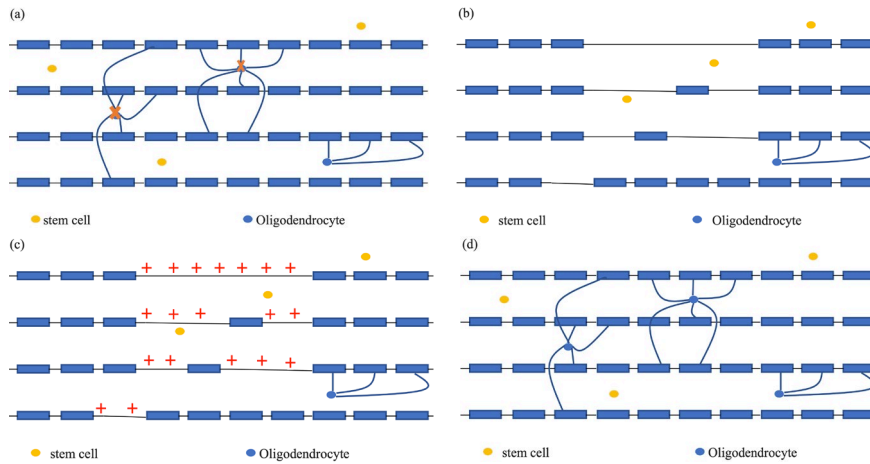 (a)
stem cell
Oligodendrocyte
(b)
stem cell
Oligodendrocyte
(c)
stem cell
Oligodendrocyte
(d)
stem cell
Oligodendrocyte